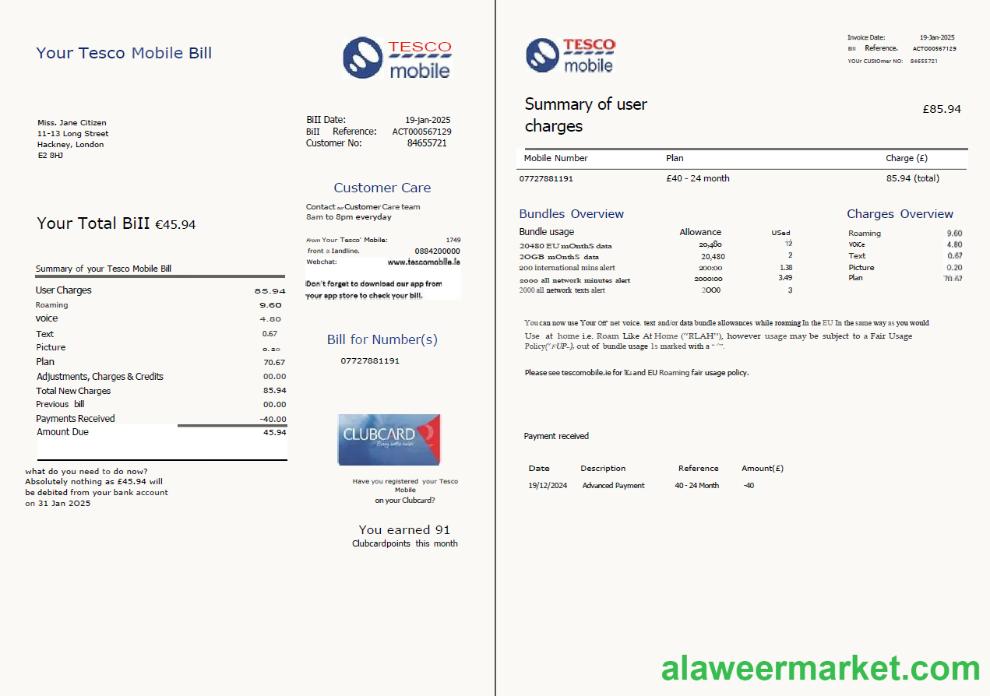 Your Tesco Mobile Bill
TESCO
mobile
Miss. Jane Citizen
11-13 Long Street
Hackney, London
E2 8HJ
BiII Date: 19-jan-2025
BiII Reference: ACT000567129
Customer No: 84655721
Customer Care
Contact our Customer Care team
8am to 8pm everyday
From Your Tesco' Mobile: 1749
front a landline. 0884200000
Webchat: www.tescomobile.ie
Don't forget to download our app from
your app store to check your bill.
Your Total BiII €45.94
Summary of your Tesco Mobile Bill
User Charges 85.94
Roaming 9.60
voice 4.80
Text 0.67
Picture 0.20
Plan 70.67
Adjustments, Charges & Credits 00.00
Total New Charges 85.94
Previous bill 00.00
Payments Received -40.00
Amount Due 45.94
what do you need to do now?
Absolutely nothing as £45.94 will
be debited from your bank account
on 31 Jan 2025
Bill for Number(s)
07727881191
CLUBCARD
Every little helps
Have you registered your Tesco
Mobile
on your Clubcard?
You earned 91
Clubcardpoints this month
TESCO
mobile
Invoice Date: 19-Jan-2025
Bill Reference. ACT000567129
YOUr CUStOmer NO: 84655721
Summary of user
charges
£85.94
Mobile Number Plan Charge (£)
07727881191 £40 - 24 month 85.94 (total)
Bundles Overview
Bundle usage Allowance USed
20480 EU mOnthS data 20,480 12
20GB mOnthS data 20,480 2
200 international mins alert 200:00 1.38
2000 all network minutes alert 2000:00 3.49
2000 all network texts alert 2000 3
Charges Overview
Roaming 9.60
voice 4.80
Text 0.67
Picture 0.20
Plan 70.67
You can now use Your Off net voice. text and/or data bundle allowances while roaming In the EU In the same way as you would
Use at home i.e. Roam Like At Home ("RLAH"), however usage may be subject to a Fair Usage
Policy("FUP-). out of bundle usage 1s marked with a
Please see tescomobile.ie for and EU Roaming fair usage policy.
Payment received
Date Description Reference Amount(£)
19/12/2024 Advanced Payment 40 - 24 Month -40
alaweermarket.com